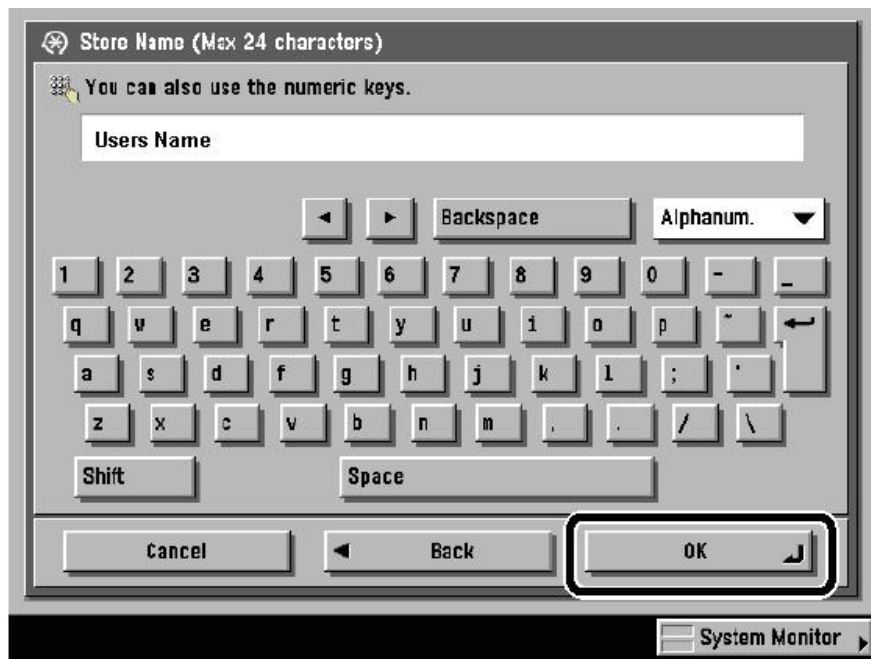 Store Name (Max 24 characters)
You can also use the numeric keys.
Users Name
◄ ► Backspace Alphanum. ▼
1 2 3 4 5 6 7 8 9 0 - _
q w e r t y u i o p ~
a s d f g h j k l ; '
z x c v b n m , . / \
Shift Space
Cancel ◄ Back OK
System Monitor ►